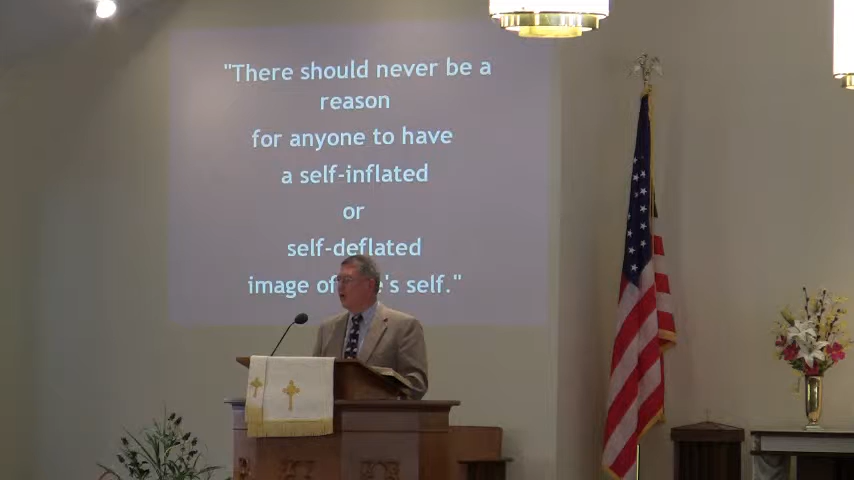 "There should never be a
reason
for anyone to have
a self-inflated
or
self-deflated
image of e's self."